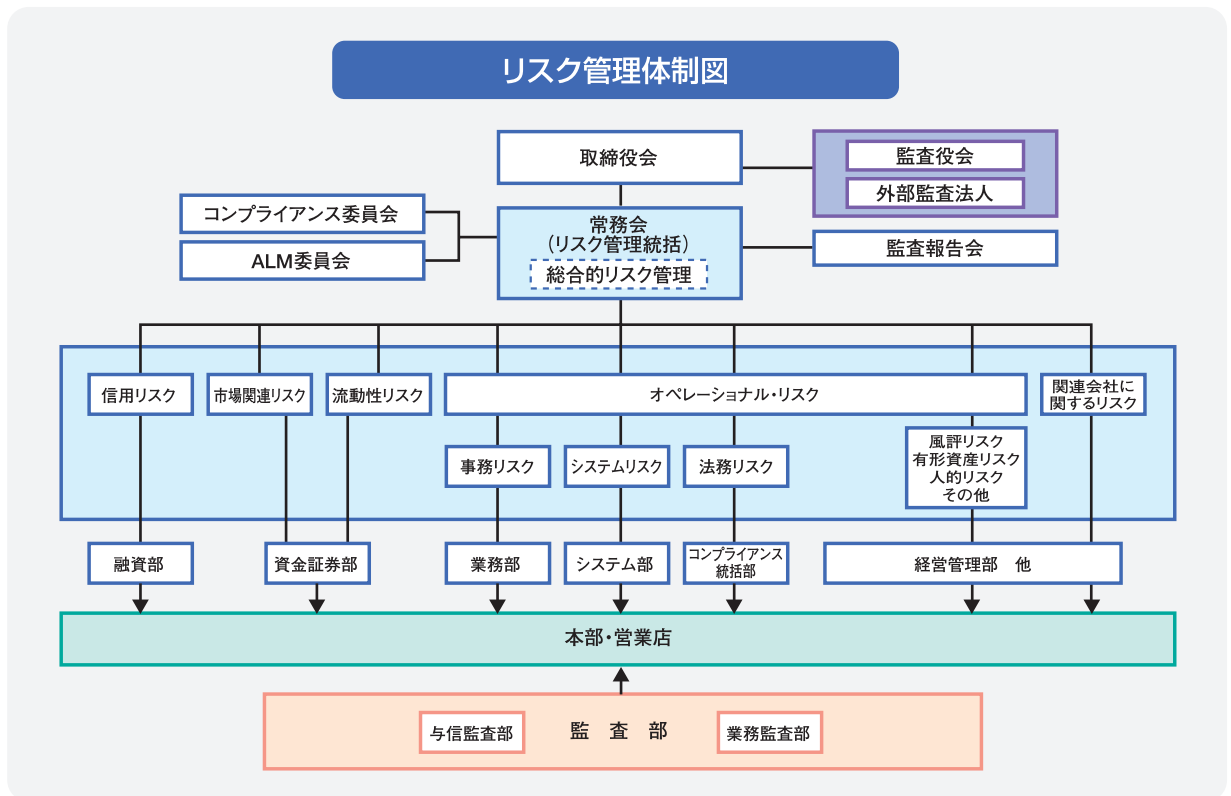 リスク管理体制図
取締役会
監査役会
外部監査法人
コンプライアンス委員会
ALM委員会
常務会
（リスク管理統括）
総合的リスク管理
監査報告会
信用リスク
市場関連リスク
流動性リスク
オペレーショナル・リスク
関連会社に
関するリスク
事務リスク
システムリスク
法務リスク
風評リスク
有形資産リスク
人的リスク
その他
融資部
資金証券部
業務部
システム部
コンプライアンス
統括部
経営管理部　他
本部・営業店
与信監査部
監　査　部
業務監査部